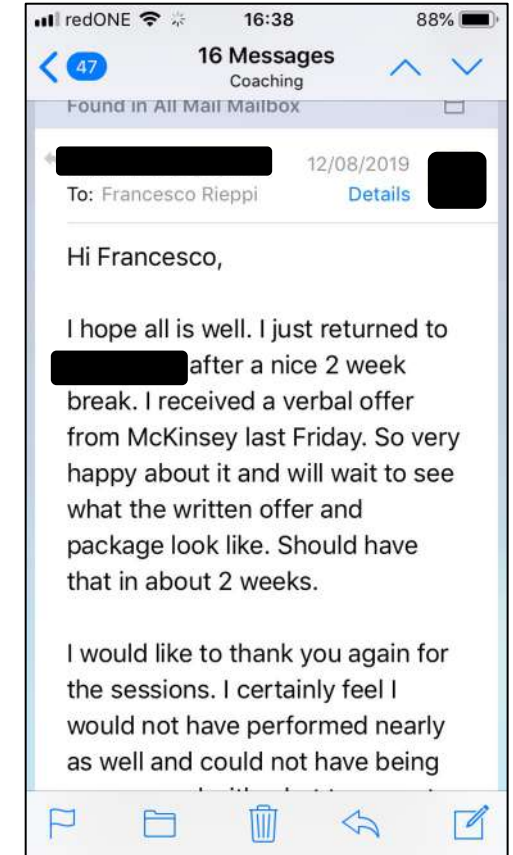 redONE 16:38 88%
47 16 Messages
Coaching
Found in All Mail Mailbox
12/08/2019
To: Francesco Rieppi Details
Hi Francesco,
I hope all is well. I just returned to
after a nice 2 week
break. I received a verbal offer
from McKinsey last Friday. So very
happy about it and will wait to see
what the written offer and
package look like. Should have
that in about 2 weeks.
I would like to thank you again for
the sessions. I certainly feel I
would not have performed nearly
as well and could not have being